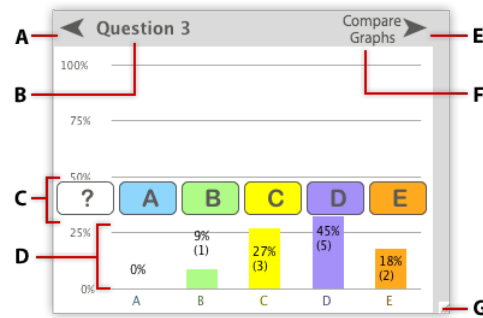 A
Question 3
Compare
Graphs
E
B
F
100%
75%
50%
C
? A B C D E
25%
D
0%
9%
(1)
27%
(3)
45%
(5)
18%
(2)
0%
A B C D E
G